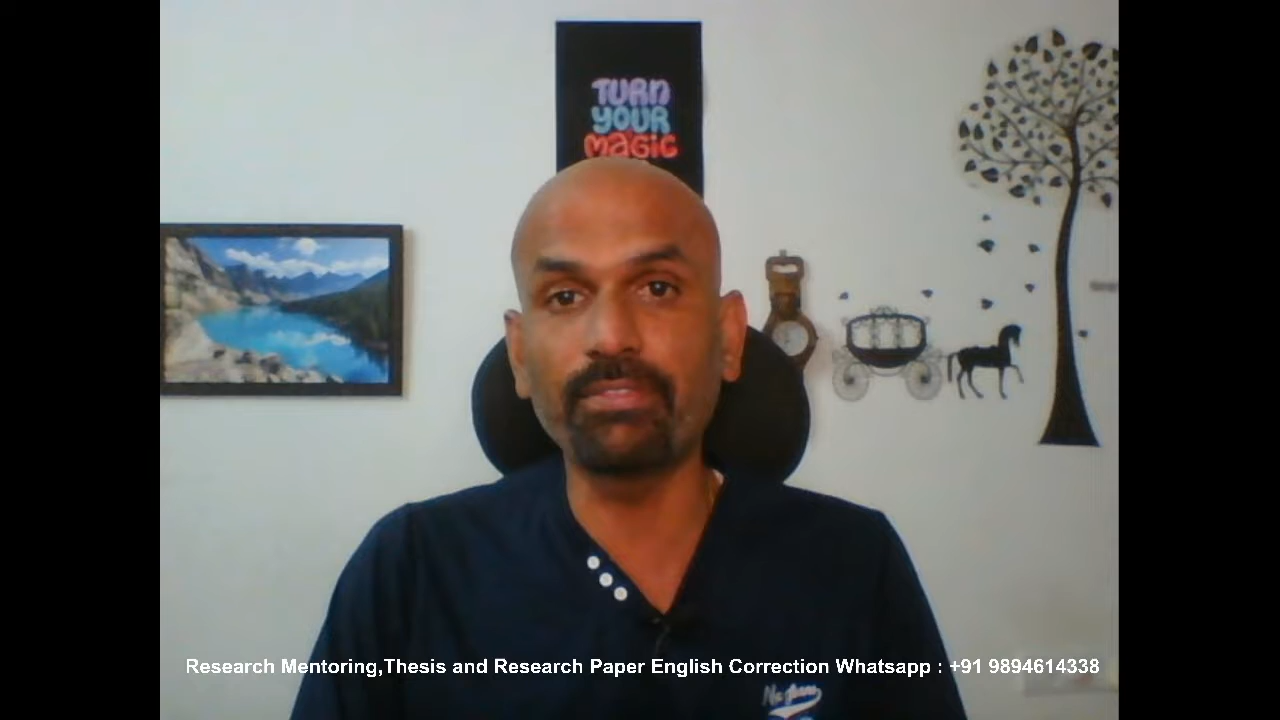 TURN
YOUR
MAGIC
Research Mentoring,Thesis and Research Paper English Correction Whatsapp : +91 9894614338